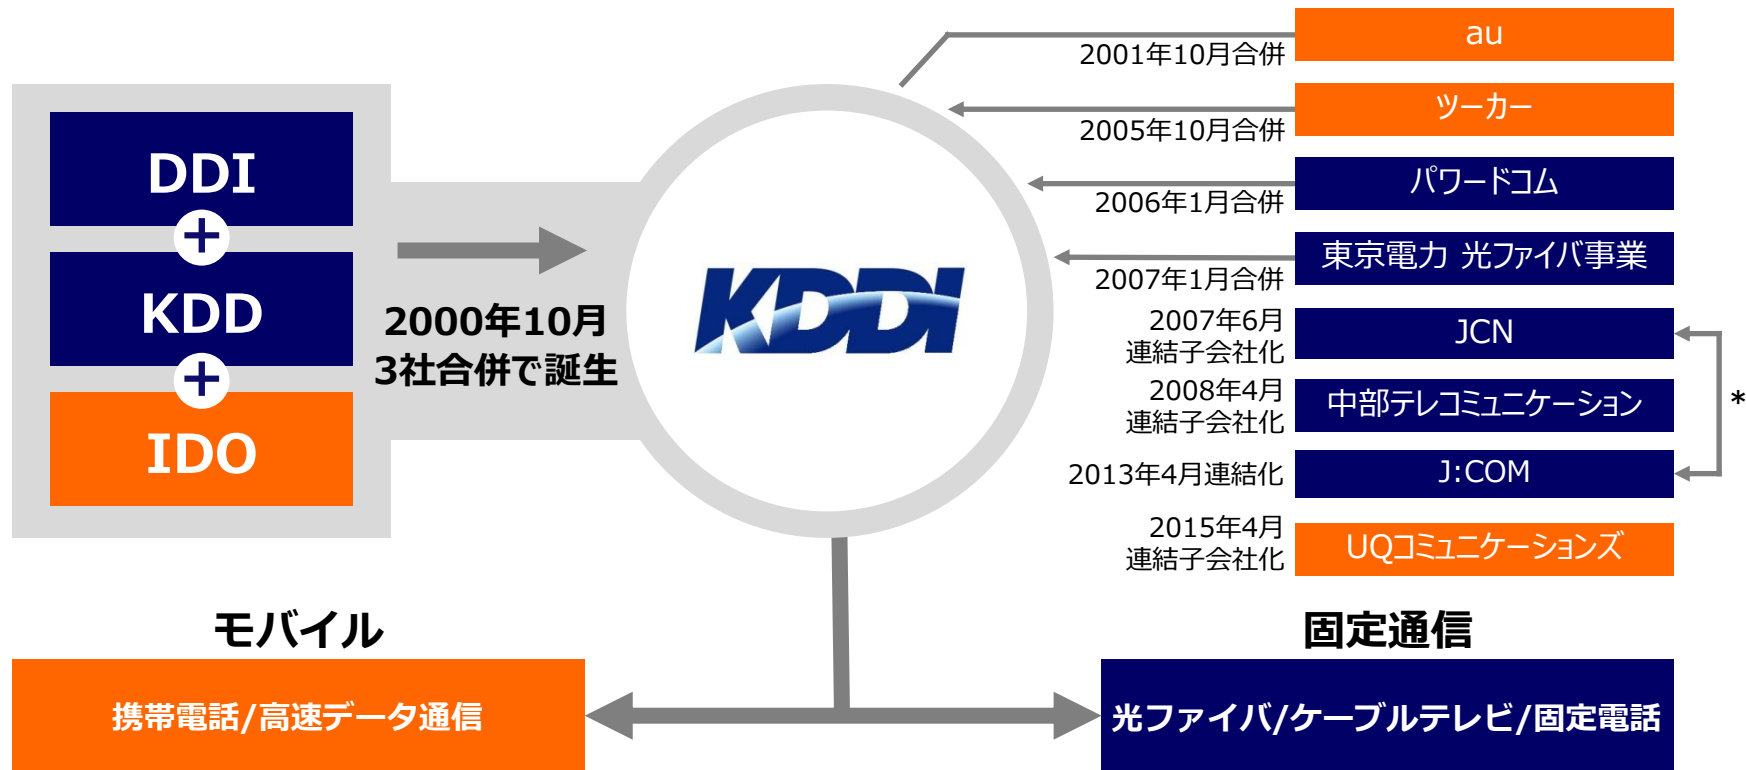 DDI
+
KDD
+
IDO
2000年10月
3社合併で誕生
KDDI
au
2001年10月合併
ツーカー
2005年10月合併
パワードコム
2006年1月合併
東京電力 光ファイバ事業
2007年1月合併
JCN
2007年6月
連結子会社化
中部テレコミュニケーション
2008年4月
連結子会社化
*
J:COM
2013年4月連結化
UQコミュニケーションズ
2015年4月
連結子会社化
モバイル
携帯電話/高速データ通信
固定通信
光ファイバ/ケーブルテレビ/固定電話